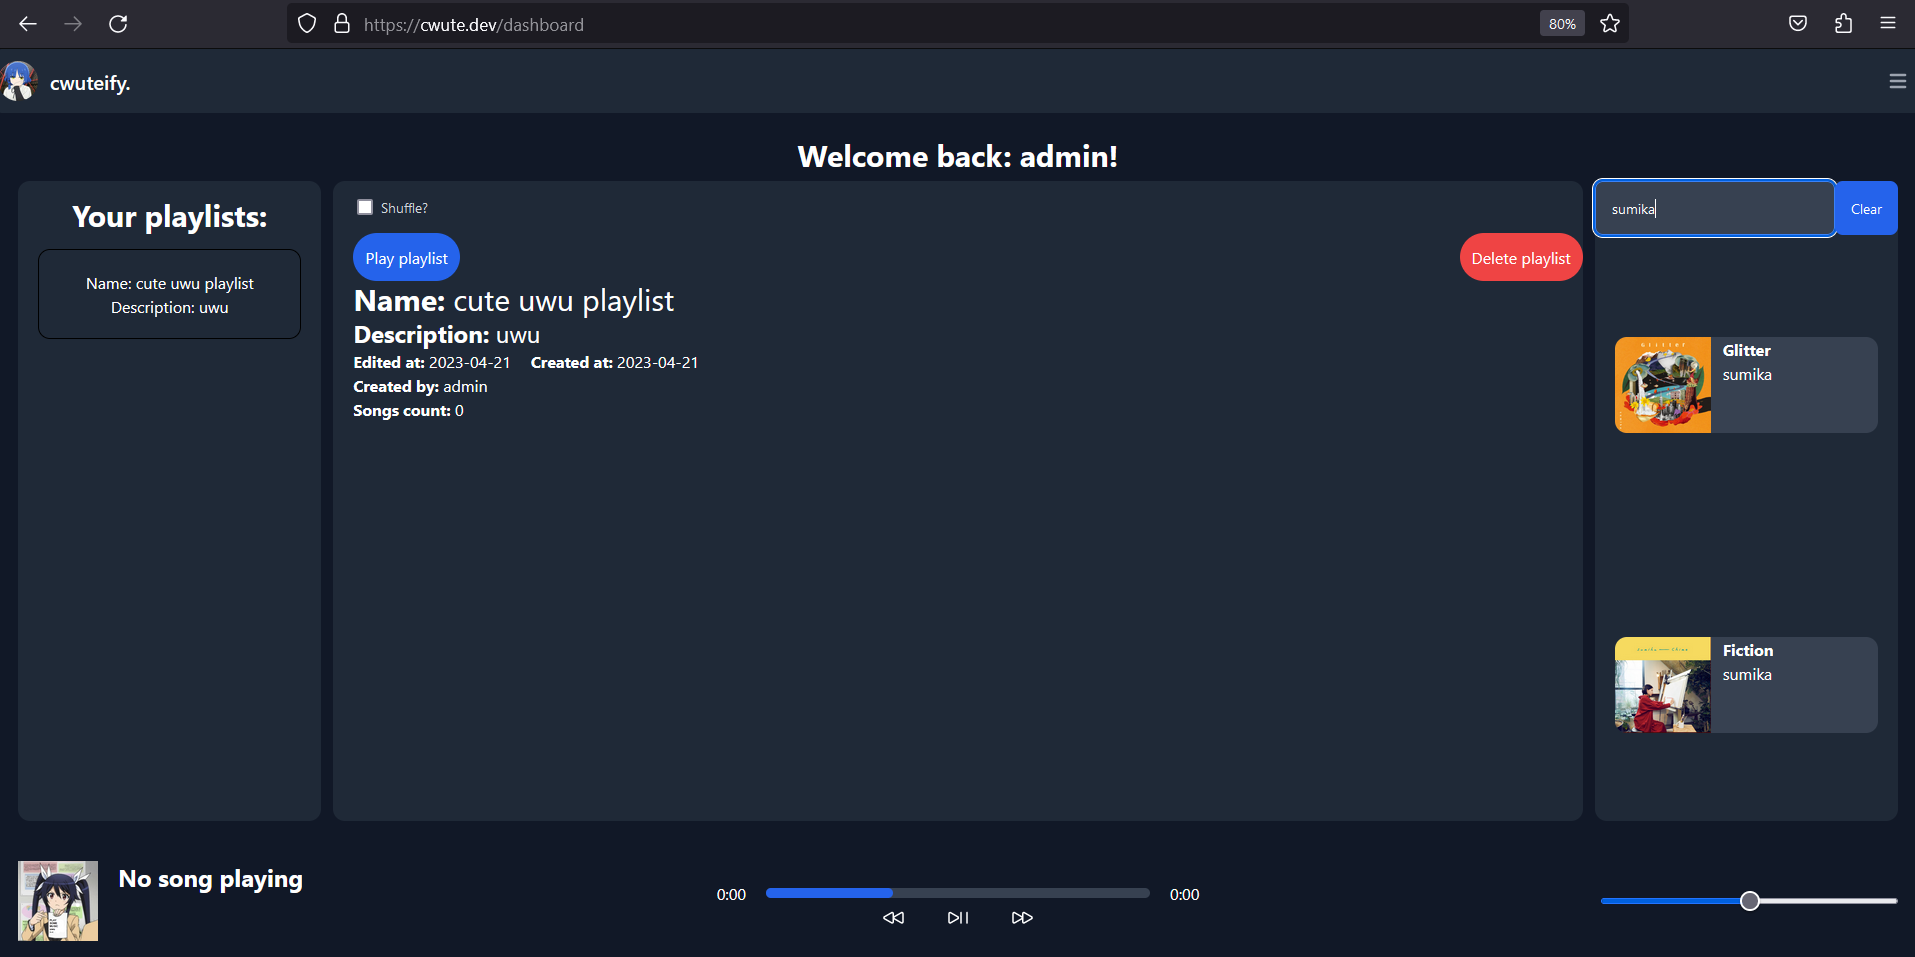 https://cwute.dev/dashboard
80%
cwuteify.
Welcome back: admin!
Your playlists:
Name: cute uwu playlist
Description: uwu
Shuffle?
Play playlist
Delete playlist
Name: cute uwu playlist
Description: uwu
Edited at: 2023-04-21 Created at: 2023-04-21
Created by: admin
Songs count: 0
sumika
Clear
Glitter
Glitter
sumika
Fiction
sumika
No song playing
0:00
0:00